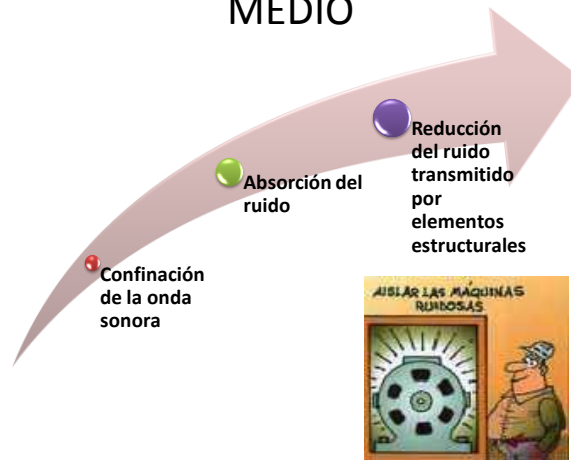 MEDIO
Reducción
del ruido
transmitido
por
elementos
estructurales
Absorción del
ruido
Confinación
de la onda
sonora
AISLAR LAS MÁQUINAS
RUIDOSAS